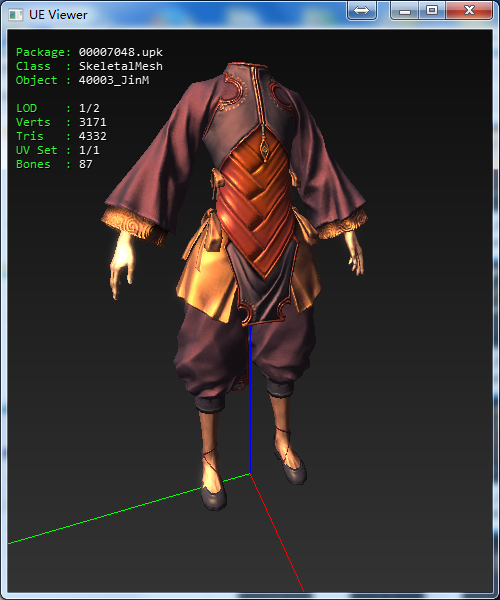 UE Viewer
Package: 00007048.upk
Class : SkeletalMesh
Object : 40003_JinM
LOD : 1/2
Verts : 3171
Tris : 4332
UV Set : 1/1
Bones : 87